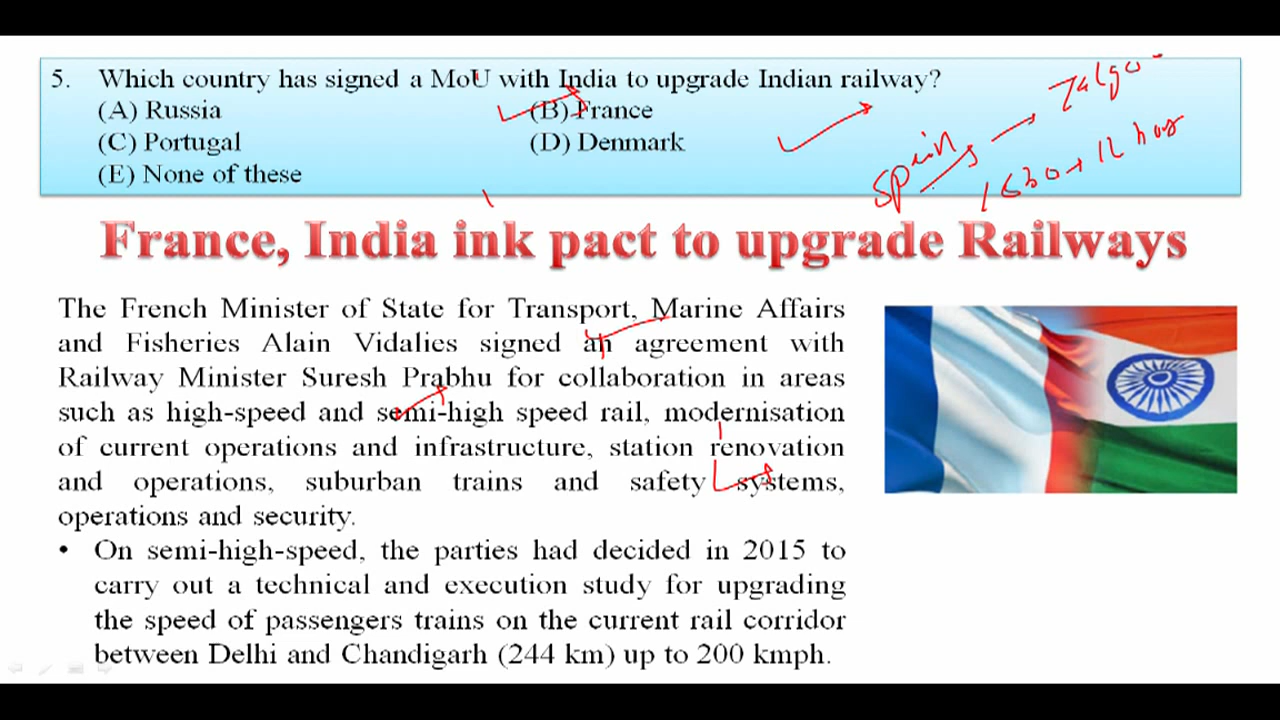 5. Which country has signed a MoU with India to upgrade Indian railway?
(A) Russia (B) France
(C) Portugal (D) Denmark
(E) None of these
Spain Talgo
1630 12 hour
France, India ink pact to upgrade Railways
The French Minister of State for Transport, Marine Affairs
and Fisheries Alain Vidalies signed an agreement with
Railway Minister Suresh Prabhu for collaboration in areas
such as high-speed and semi-high speed rail, modernisation
of current operations and infrastructure, station renovation
and operations, suburban trains and safety systems,
operations and security.
• On semi-high-speed, the parties had decided in 2015 to
carry out a technical and execution study for upgrading
the speed of passengers trains on the current rail corridor
between Delhi and Chandigarh (244 km) up to 200 kmph.